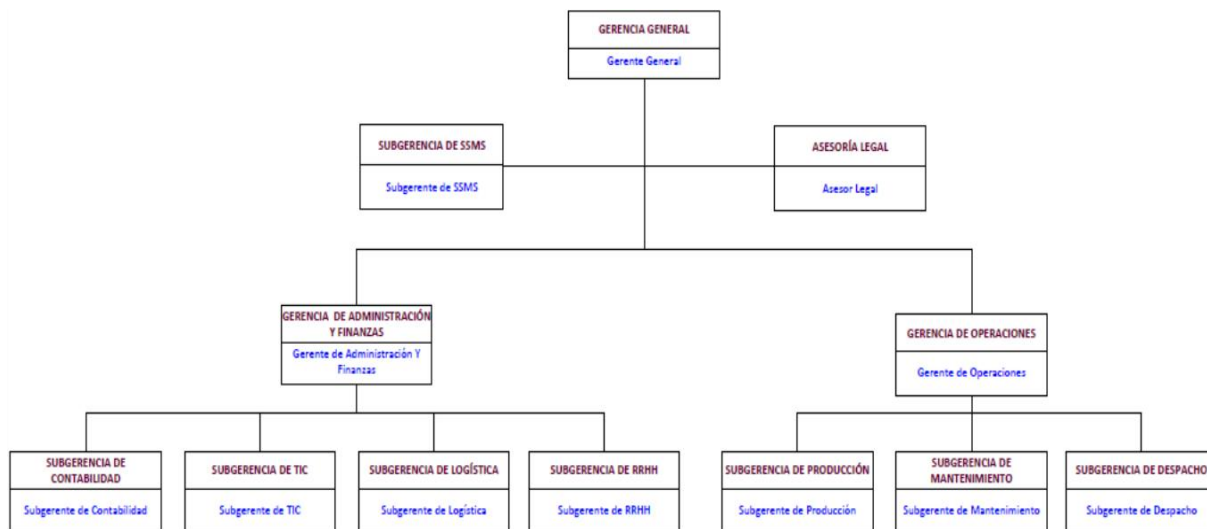 GERENCIA GENERAL
Gerente General
SUBGERENCIA DE SSMS
Subgerente de SSMS
ASESORÍA LEGAL
Asesor Legal
GERENCIA DE ADMINISTRACIÓN
Y FINANZAS
Gerente de Administración Y
Finanzas
GERENCIA DE OPERACIONES
Gerente de Operaciones
SUBGERENCIA DE
CONTABILIDAD
Subgerente de Contabilidad
SUBGERENCIA DE TIC
Subgerente de TIC
SUBGERENCIA DE LOGÍSTICA
Subgerente de Logística
SUBGERENCIA DE RRHH
Subgerente de RRHH
SUBGERENCIA DE PRODUCCIÓN
Subgerente de Producción
SUBGERENCIA DE
MANTENIMIENTO
Subgerente de Mantenimiento
SUBGERENCIA DE DESPACHO
Subgerente de Despacho